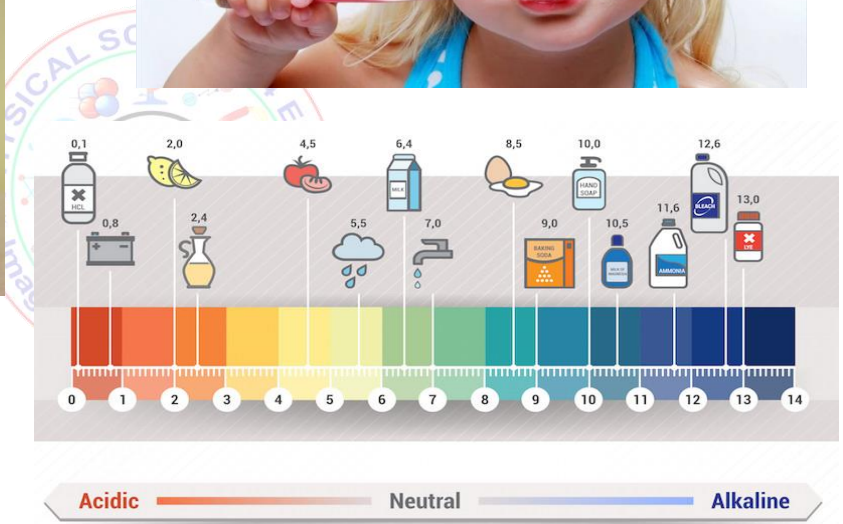 SICAL SC
0,1 2,0 4,5 6,4 8,5 10,0 12,6
HCL
MILK
HAND SOAP
BLEACH
0,8 2,4 5,5 7,0 9,0 10,5 11,6 13,0
BAKING SODA
AMMONIA
LYE
0 1 2 3 4 5 6 7 8 9 10 11 12 13 14
Acidic Neutral Alkaline